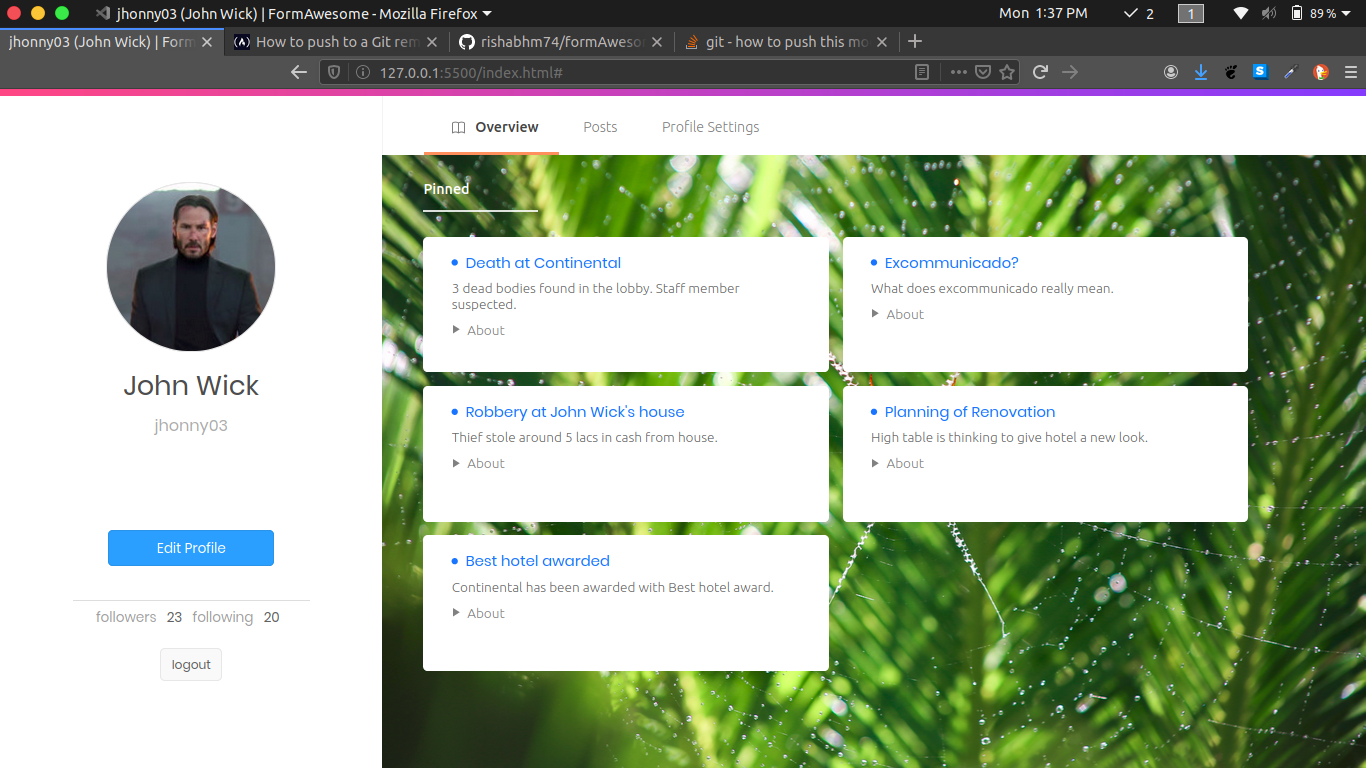 jhonny03 (John Wick) | FormAwesome - Mozilla Firefox
Mon 1:37 PM
2
1
89 %
jhonny03 (John Wick) | Form
How to push to a Git rem
rishabhm74/formAweso
git - how to push this mo
127.0.0.1:5500/index.html#
Overview
Posts
Profile Settings
John Wick
jhonny03
Edit Profile
followers 23 following 20
logout
Pinned
Death at Continental
3 dead bodies found in the lobby. Staff member
suspected.
About
Excommunicado?
What does excommunicado really mean.
About
Robbery at John Wick's house
Thief stole around 5 lacs in cash from house.
About
Planning of Renovation
High table is thinking to give hotel a new look.
About
Best hotel awarded
Continental has been awarded with Best hotel award.
About